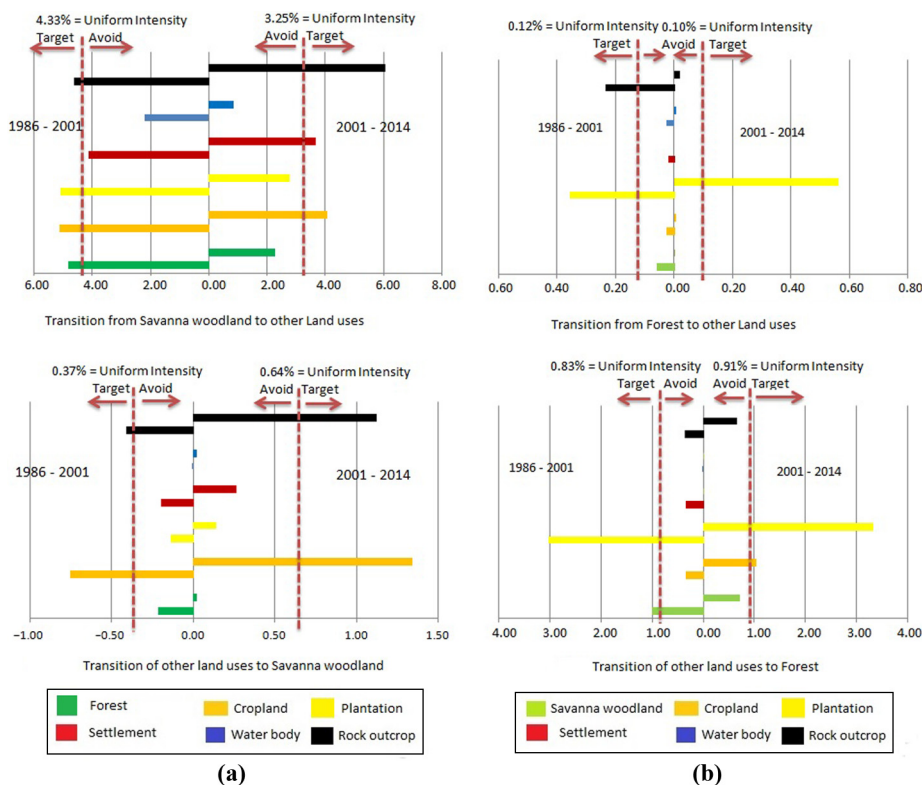 4.33% = Uniform Intensity
3.25% = Uniform Intensity
Target Avoid
Avoid Target
1986 - 2001
2001 - 2014
6.00 4.00 2.00 0.00 2.00 4.00 6.00 8.00
Transition from Savanna woodland to other Land uses
0.12% = Uniform Intensity
0.10% = Uniform Intensity
Target Avoid Target
1986 - 2001
2001 - 2014
0.60 0.40 0.20 0.00 0.20 0.40 0.60 0.80
Transition from Forest to other Land uses
0.37% = Uniform Intensity
0.64% = Uniform Intensity
Target Avoid
Avoid Target
1986 - 2001
2001 - 2014
−1.00 −0.50 0.00 0.50 1.00 1.50
Transition of other land uses to Savanna woodland
0.83% = Uniform Intensity
0.91% = Uniform Intensity
Target Avoid
Avoid Target
1986 - 2001
2001 - 2014
4.00 3.00 2.00 1.00 0.00 1.00 2.00 3.00 4.00
Transition of other land uses to Forest
Forest Cropland Plantation
Settlement Water body Rock outcrop
(a)
Savanna woodland Cropland Plantation
Settlement Water body Rock outcrop
(b)